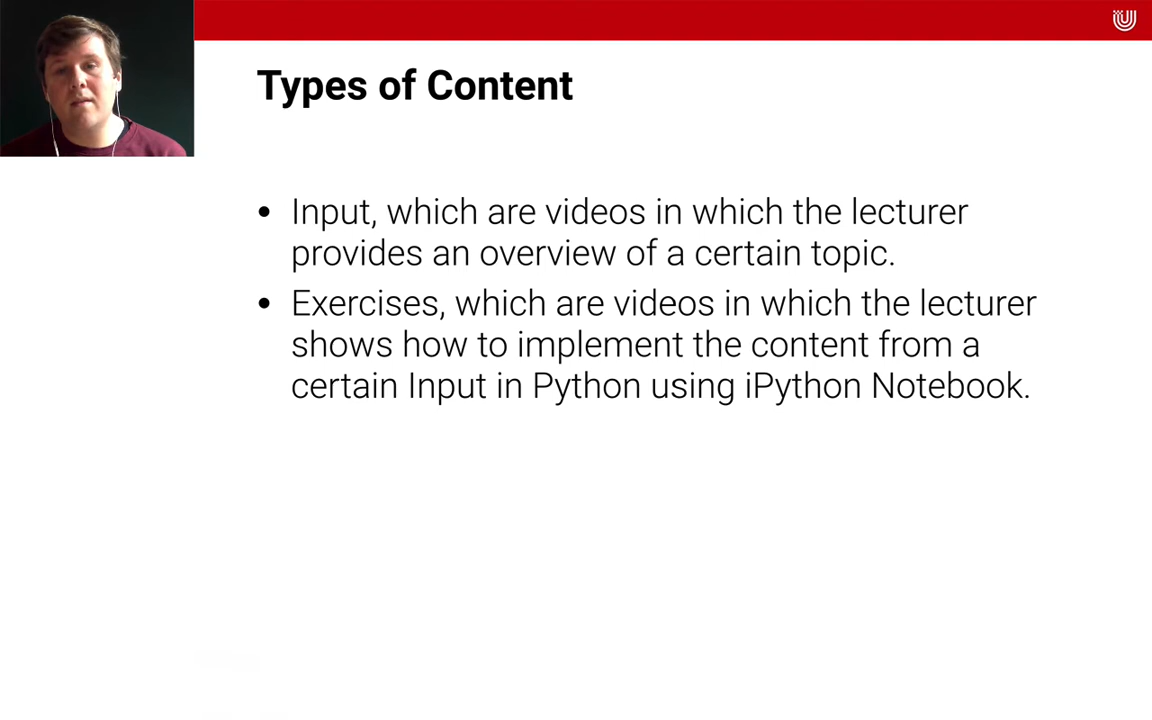 Types of Content
• Input, which are videos in which the lecturer
provides an overview of a certain topic.
• Exercises, which are videos in which the lecturer
shows how to implement the content from a
certain Input in Python using iPython Notebook.